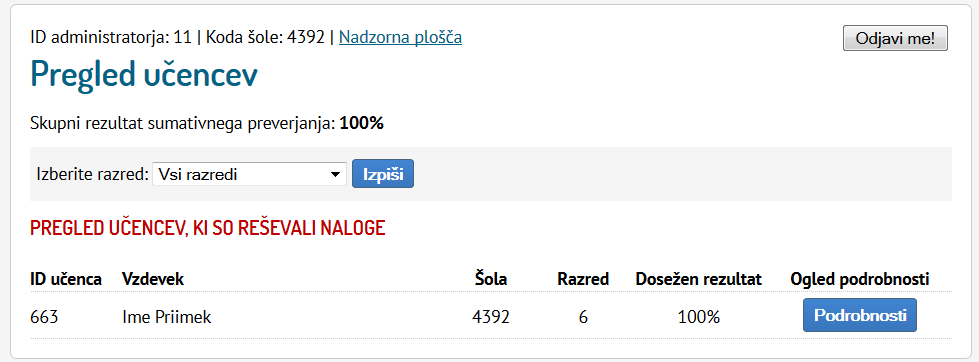 ID administratorja: 11 | Koda šole: 4392 | Nadzorna plošča
Odjavi me!
Pregled učencev
Skupni rezultat sumativnega preverjanja: 100%
Izberite razred: Vsi razredi Izpiši
PREGLED UČENCEV, KI SO REŠEVALI NALOGE
ID učenca Vzdevek Šola Razred Dosežen rezultat Ogled podrobnosti
663 Ime Priimek 4392 6 100% Podrobnosti